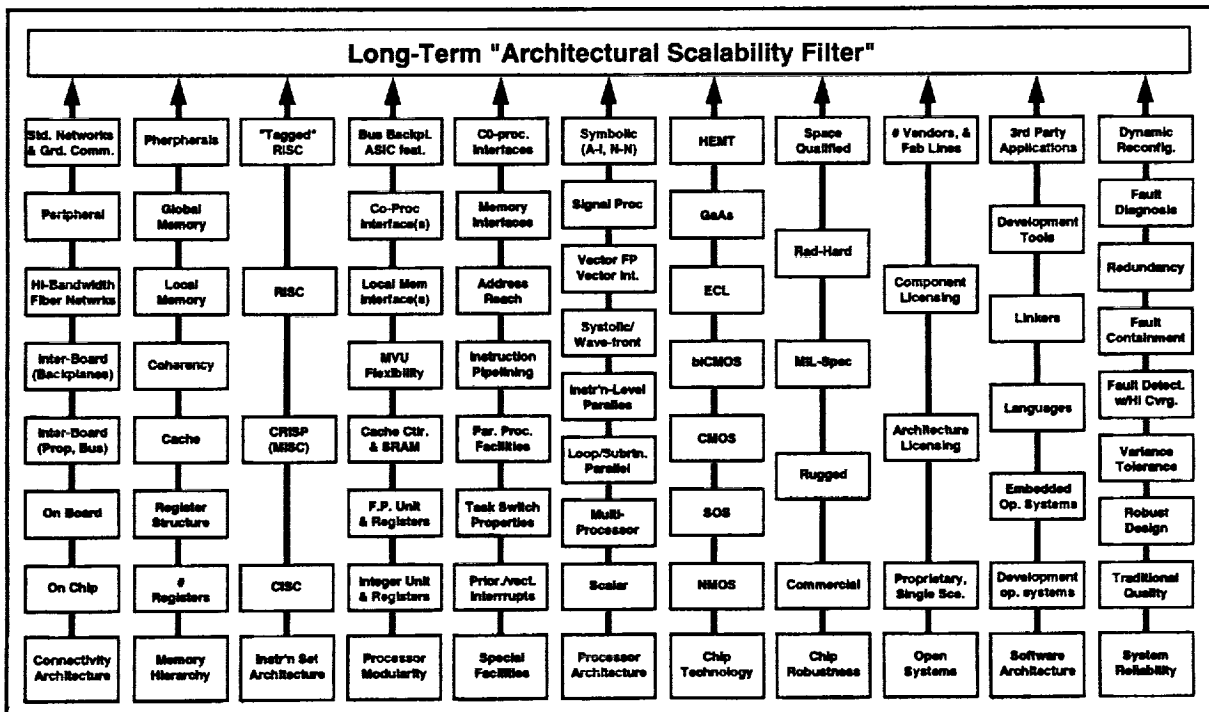 Long-Term "Architectural Scalability Filter"
Std. Networks
& Grd. Comm.
Peripheral
Hi-Bandwidth
Fiber Netwrks
Inter-Board
(Backplanes)
Inter-Board
(Prop, Bus)
On Board
On Chip
Connectivity
Architecture
Pherpherals
Global
Memory
Local
Memory
Coherency
Cache
Register
Structure
#
Registers
Memory
Hierarchy
"Tagged"
RISC
RISC
CRISP
(MISC)
CISC
Instr'n Set
Architecture
Bus Backpl.
ASIC feat.
Co-Proc
Interface(s)
Local Mem
Interface(s)
MVU
Flexibility
Cache Ctlr.
& SRAM
F.P. Unit
& Registers
Integer Unit
& Registers
Processor
Modularity
C0-proc.
Interfaces
Memory
Interfaces
Address
Reach
Instruction
Pipelining
Par. Proc.
Facilities
Task Switch
Properties
Prior./vect.
Interrrupts
Special
Facilities
Symbolic
(A-I, N-N)
Signal Proc
Vector FP
Vector Int.
Systolic/
Wave-front
Instr'n-Level
Paralles
Loop/Subrtn.
Parallel
Multi-
Processor
Scalar
Processor
Architecture
HEMT
GaAs
ECL
biCMOS
CMOS
SOS
NMOS
Chip
Technology
Space
Qualified
Rad-Hard
MIL-Spec
Rugged
Commercial
Chip
Robustness
# Vendors, &
Fab Lines
Component
Licensing
Architecture
Licensing
Proprietary,
Single Sce.
Open
Systems
3rd Party
Applications
Development
Tools
Linkers
Languages
Embedded
Op. Systems
Development
op. systems
Software
Architecture
Dynamic
Reconfig.
Fault
Diagnosis
Redundancy
Fault
Containment
Fault Detect.
w/Hi Cvrg.
Variance
Tolerance
Robust
Design
Traditional
Quality
System
Reliability